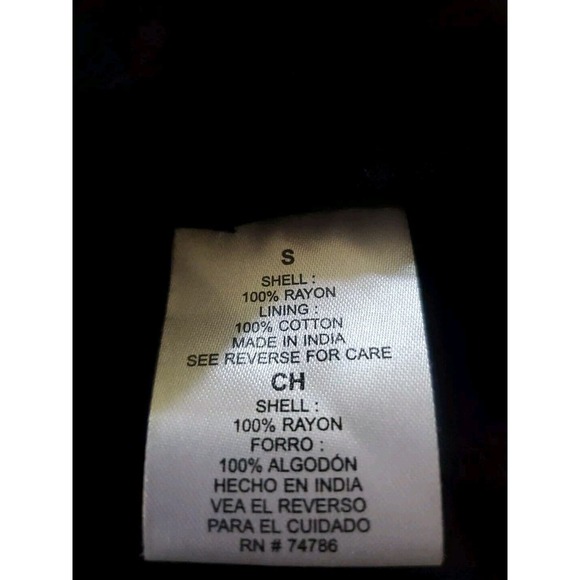 S
SHELL :
100% RAYON
LINING :
100% COTTON
MADE IN INDIA
SEE REVERSE FOR CARE
CH
SHELL :
100% RAYON
FORRO :
100% ALGODÓN
HECHO EN INDIA
VEA EL REVERSO
PARA EL CUIDADO
RN # 74786